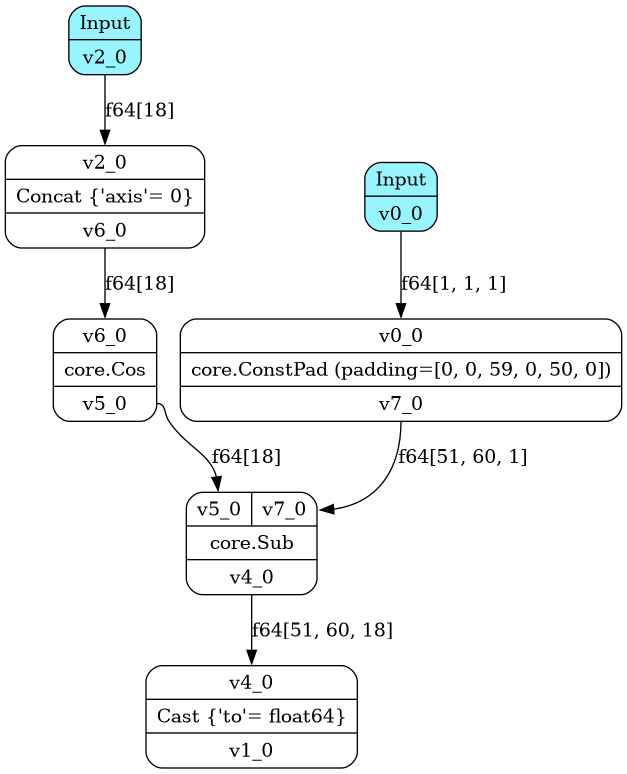 Input
v2_0
f64[18]
v2_0
Concat {'axis'= 0}
v6_0
Input
v0_0
f64[18]
f64[1, 1, 1]
v6_0
core.Cos
v5_0
v0_0
core.ConstPad (padding=[0, 0, 59, 0, 50, 0])
v7_0
f64[18]
f64[51, 60, 1]
v5_0 v7_0
core.Sub
v4_0
f64[51, 60, 18]
v4_0
Cast {'to'= float64}
v1_0